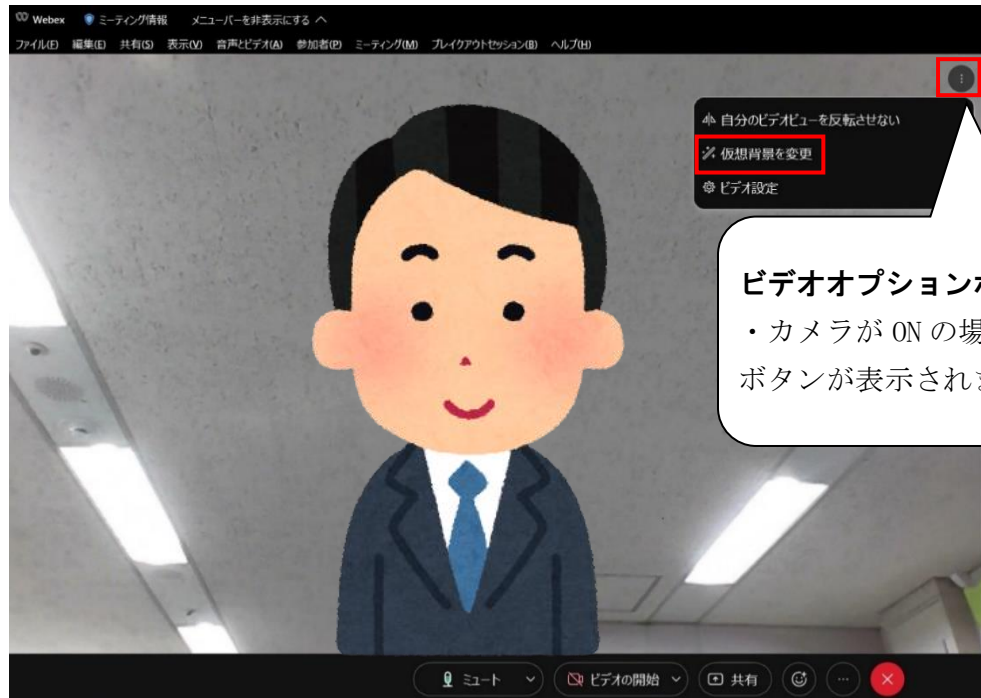 Webex ミーティング情報 メニューバーを非表示にする
ファイル(F) 編集(E) 共有(S) 表示(V) 音声とビデオ(A) 参加者(P) ミーティング(M) ブレイクアウトセッション(B) ヘルプ(H)
自分のビデオビューを反転させない
仮想背景を変更
ビデオ設定
ビデオオプション
・カメラが ON の場
ボタンが表示され
ミュート ビデオの開始 共有